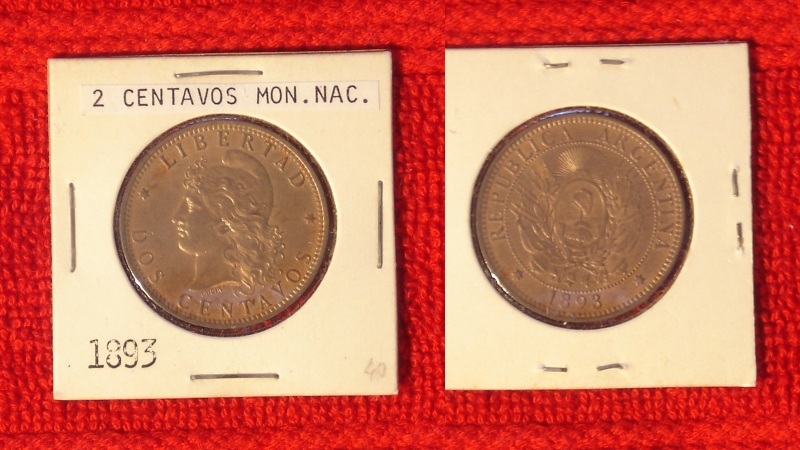 2 CENTAVOS MON.NAC.
LIBERTAD
DOS CENTAVOS
1893
40
REPUBLICA ARGENTINA
1893